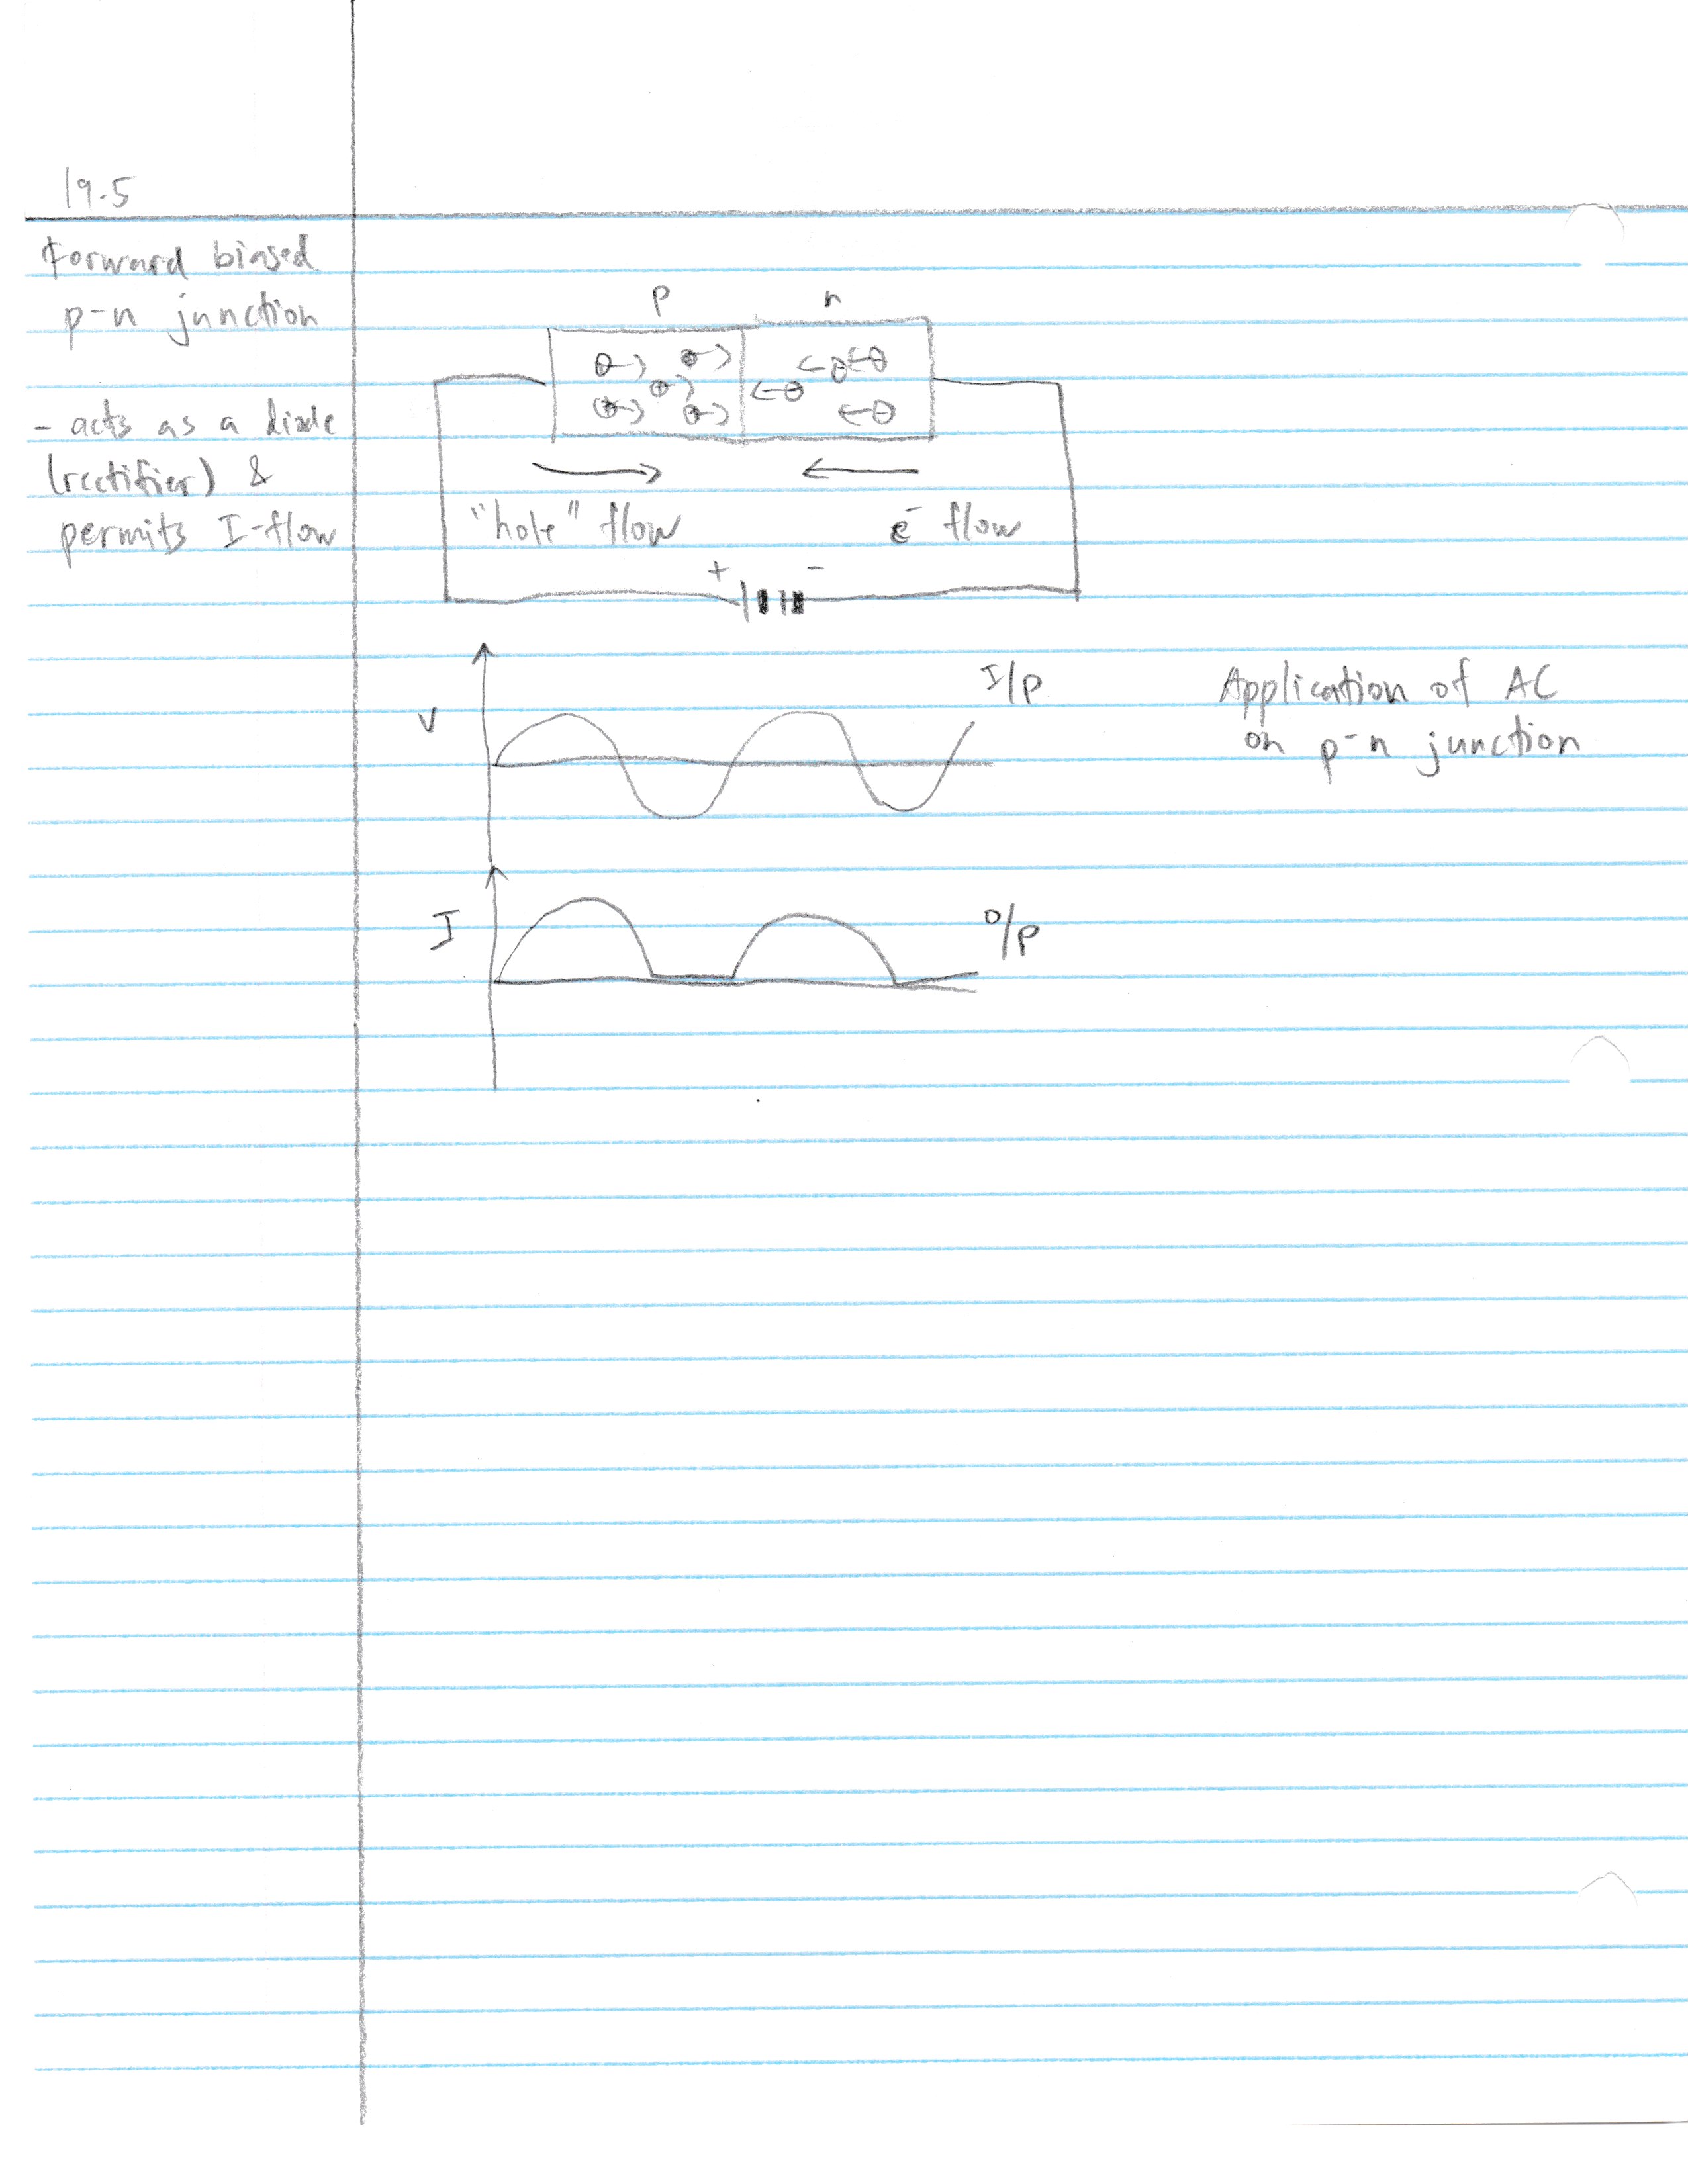 19.5
Forward biased
p-n junction
- acts as a diode
(rectifier) &
permits I-flow
p n
"hole" flow e⁻ flow
+ -
V
I/p
Application of AC
on p-n junction
I
O/p